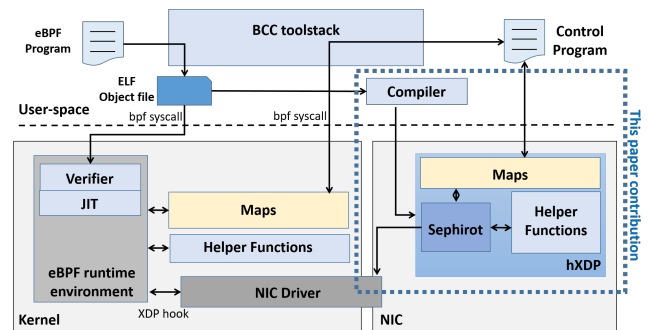 eBPF
Program
BCC toolstack
Control
Program
ELF
Object file
Compiler
User-space
bpf syscall
bpf syscall
This paper contribution
Verifier
JIT
Maps
Helper Functions
eBPF runtime
environment
NIC Driver
XDP hook
Kernel
Maps
Sephirot
Helper
Functions
hXDP
NIC